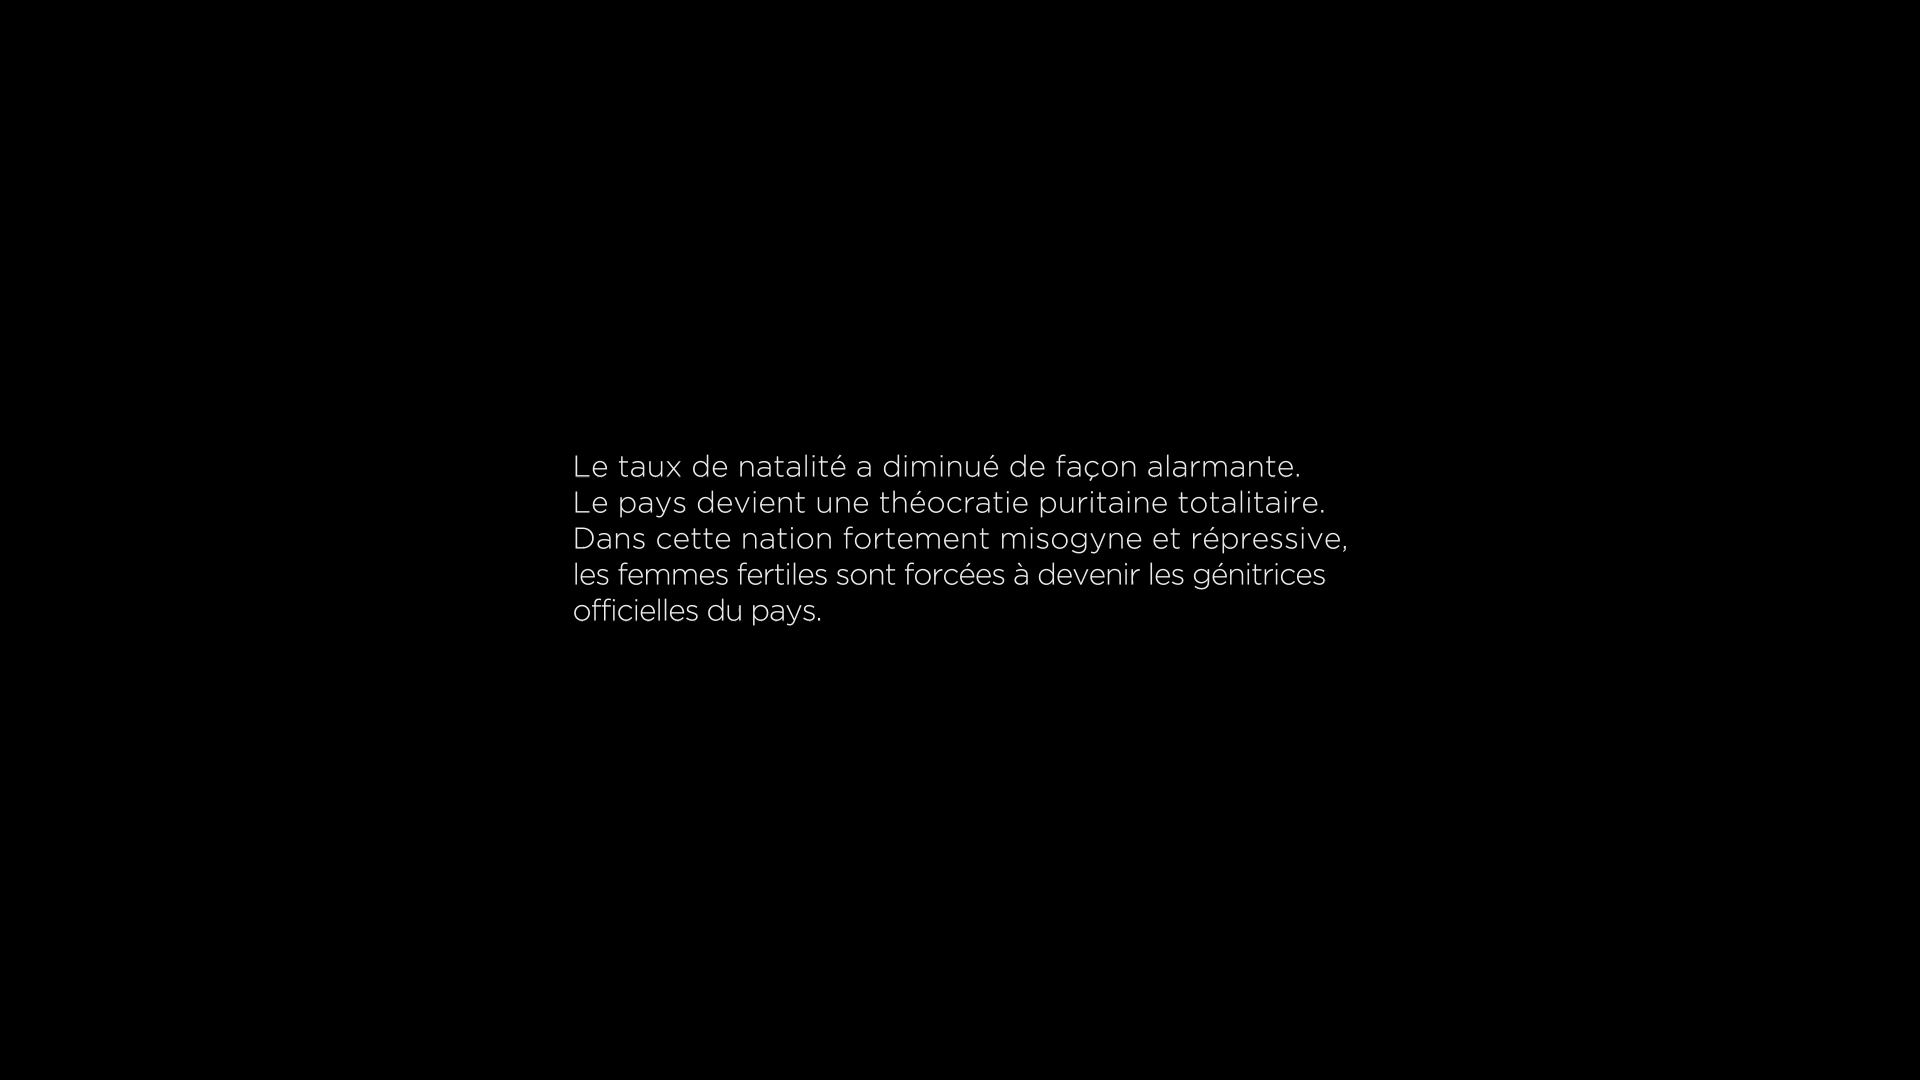 Le taux de natalité a diminué de façon alarmante.
Le pays devient une théocratie puritaine totalitaire.
Dans cette nation fortement misogyne et répressive,
les femmes fertiles sont forcées à devenir les génitrices
officielles du pays.